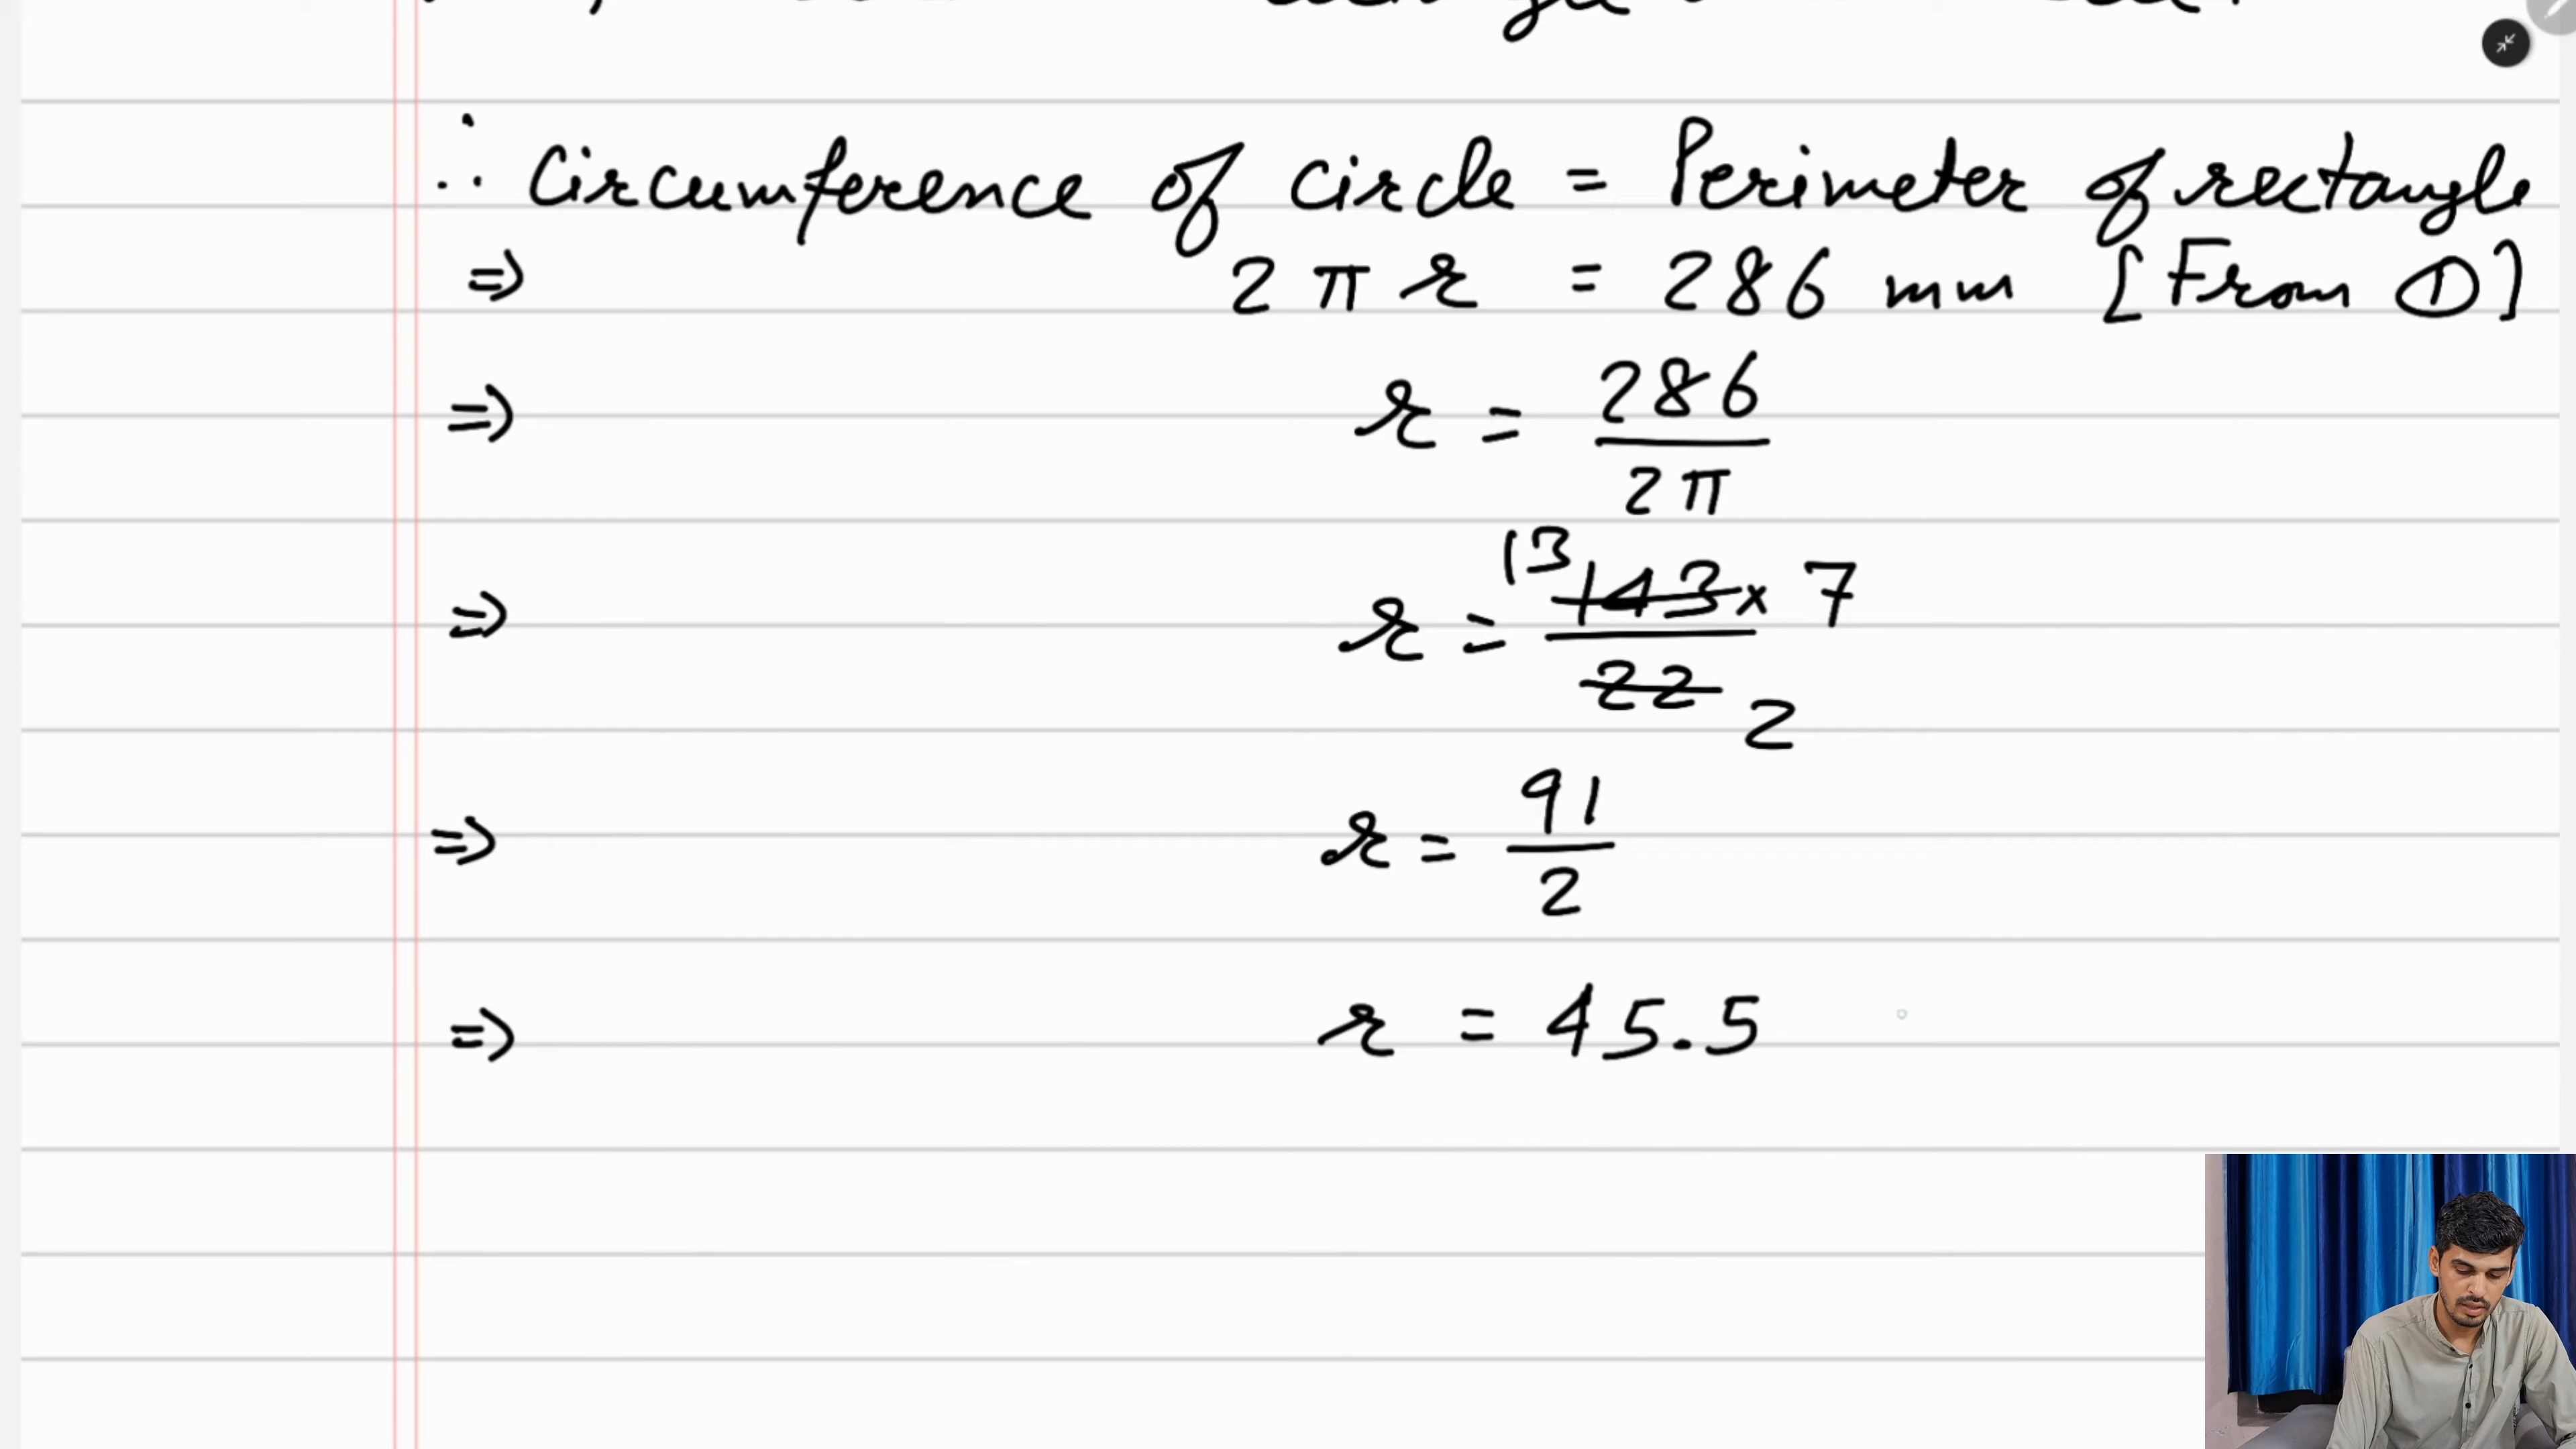 ∴ Circumference of circle = Perimeter of rectangle
⇒ 2 π r = 286 mm [From ①]
⇒ r = 286 / 2π
⇒ r = 13 143 × 7 / 22 2
⇒ r = 91 / 2
⇒ r = 45.5